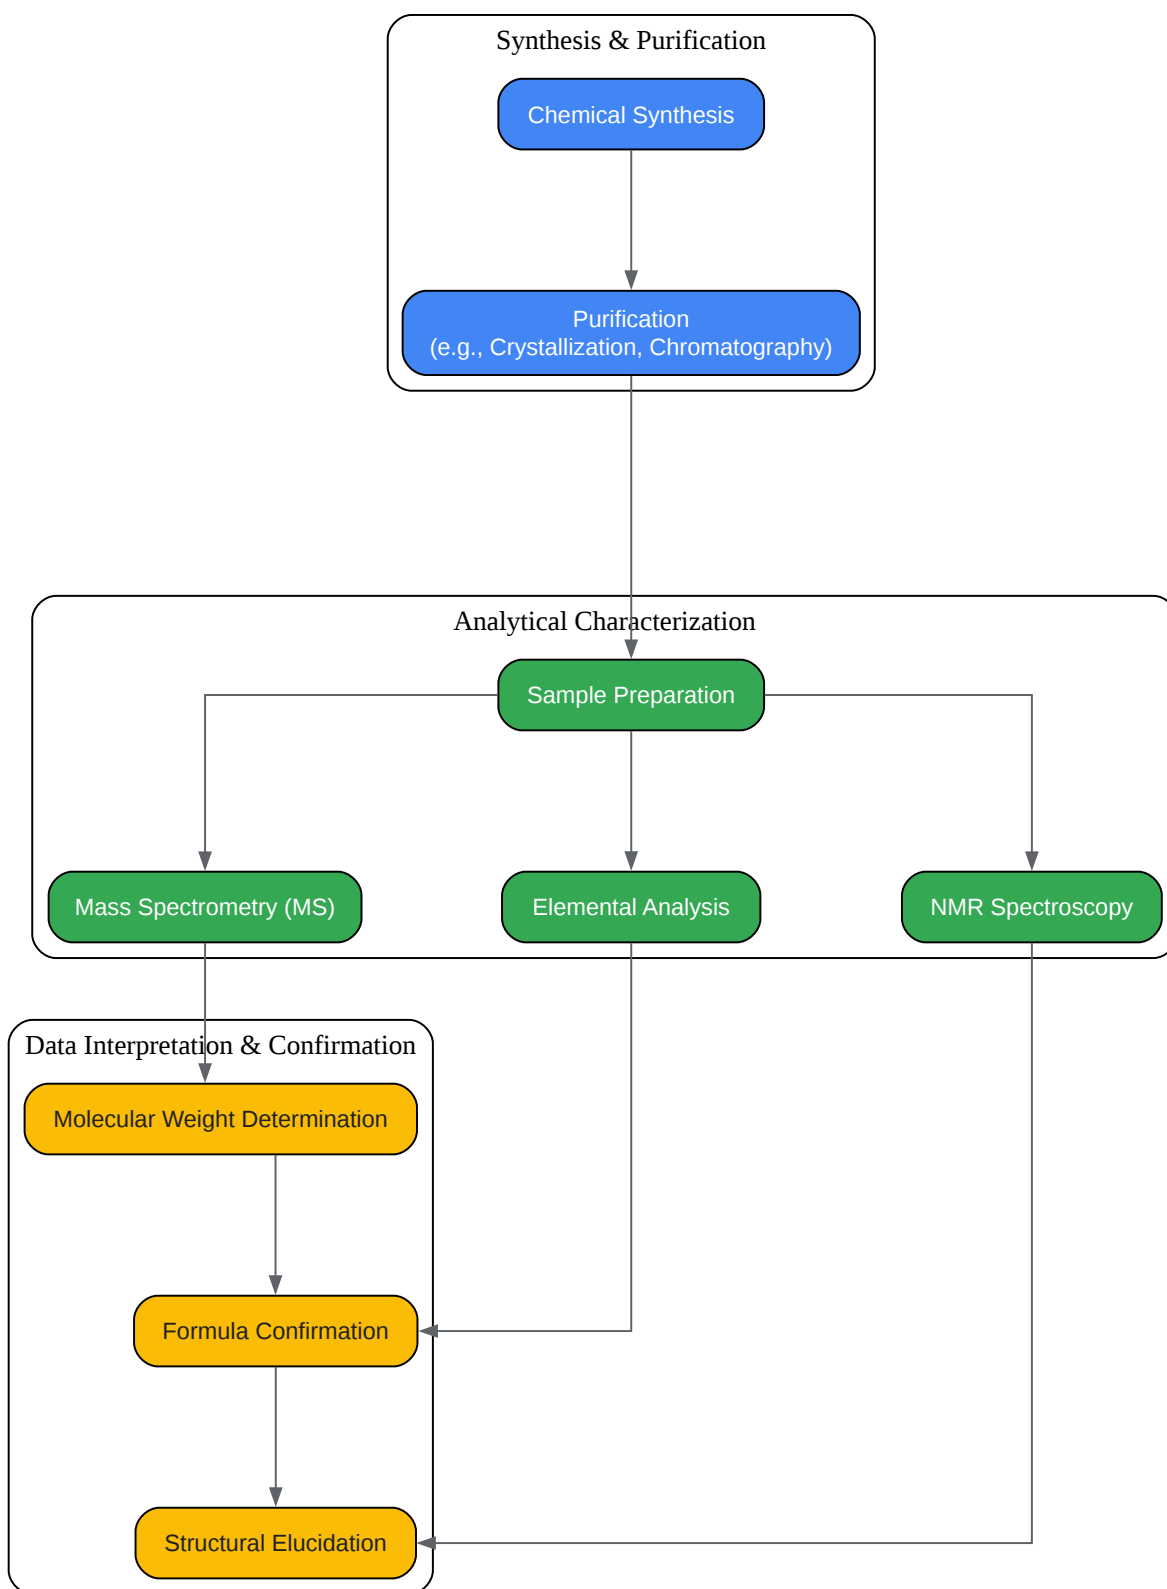 Synthesis & Purification
Chemical Synthesis
Purification
(e.g., Crystallization, Chromatography)
Analytical Characterization
Sample Preparation
Mass Spectrometry (MS)
Elemental Analysis
NMR Spectroscopy
Data Interpretation & Confirmation
Molecular Weight Determination
Formula Confirmation
Structural Elucidation